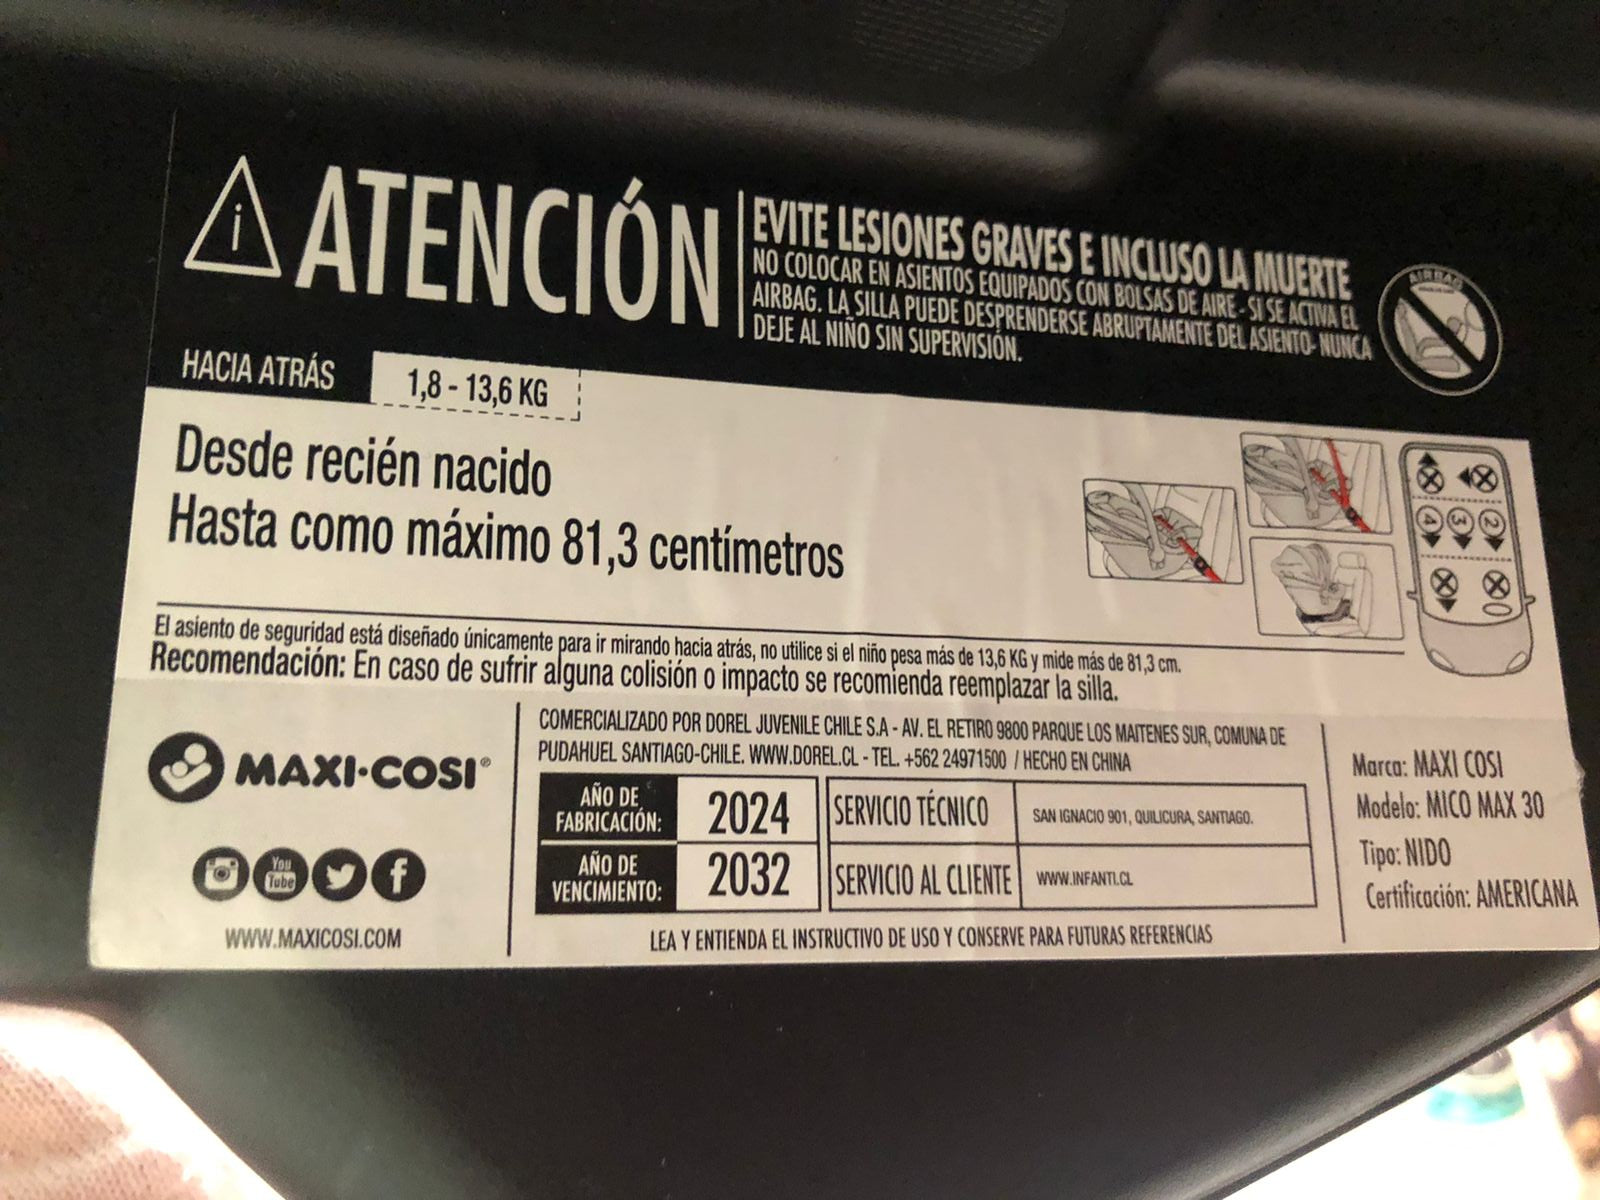 ATENCIÓN
EVITE LESIONES GRAVES E INCLUSO LA MUERTE
NO COLOCAR EN ASIENTOS EQUIPADOS CON BOLSAS DE AIRE - SI SE ACTIVA EL
AIRBAG. LA SILLA PUEDE DESPRENDERSE ABRUPTAMENTE DEL ASIENTO- NUNCA
DEJE AL NIÑO SIN SUPERVISIÓN.
AIRBAG
HACIA ATRÁS
1,8 - 13,6 KG
Desde recién nacido
Hasta como máximo 81,3 centímetros
4 3 2
El asiento de seguridad está diseñado únicamente para ir mirando hacia atrás, no utilice si el niño pesa más de 13,6 KG y mide más de 81,3 cm.
Recomendación: En caso de sufrir alguna colisión o impacto se recomienda reemplazar la silla.
MAXI·COSI®
You
Tube
WWW.MAXICOSI.COM
COMERCIALIZADO POR DOREL JUVENILE CHILE S.A - AV. EL RETIRO 9800 PARQUE LOS MAITENES SUR, COMUNA DE
PUDAHUEL SANTIAGO-CHILE. WWW.DOREL.CL - TEL. +562 24971500 / HECHO EN CHINA
AÑO DE
FABRICACIÓN:
2024
SERVICIO TÉCNICO
SAN IGNACIO 901, QUILICURA, SANTIAGO.
AÑO DE
VENCIMIENTO:
2032
SERVICIO AL CLIENTE
WWW.INFANTI.CL
LEA Y ENTIENDA EL INSTRUCTIVO DE USO Y CONSERVE PARA FUTURAS REFERENCIAS
Marca: MAXI COSI
Modelo: MICO MAX 30
Tipo: NIDO
Certificación: AMERICANA